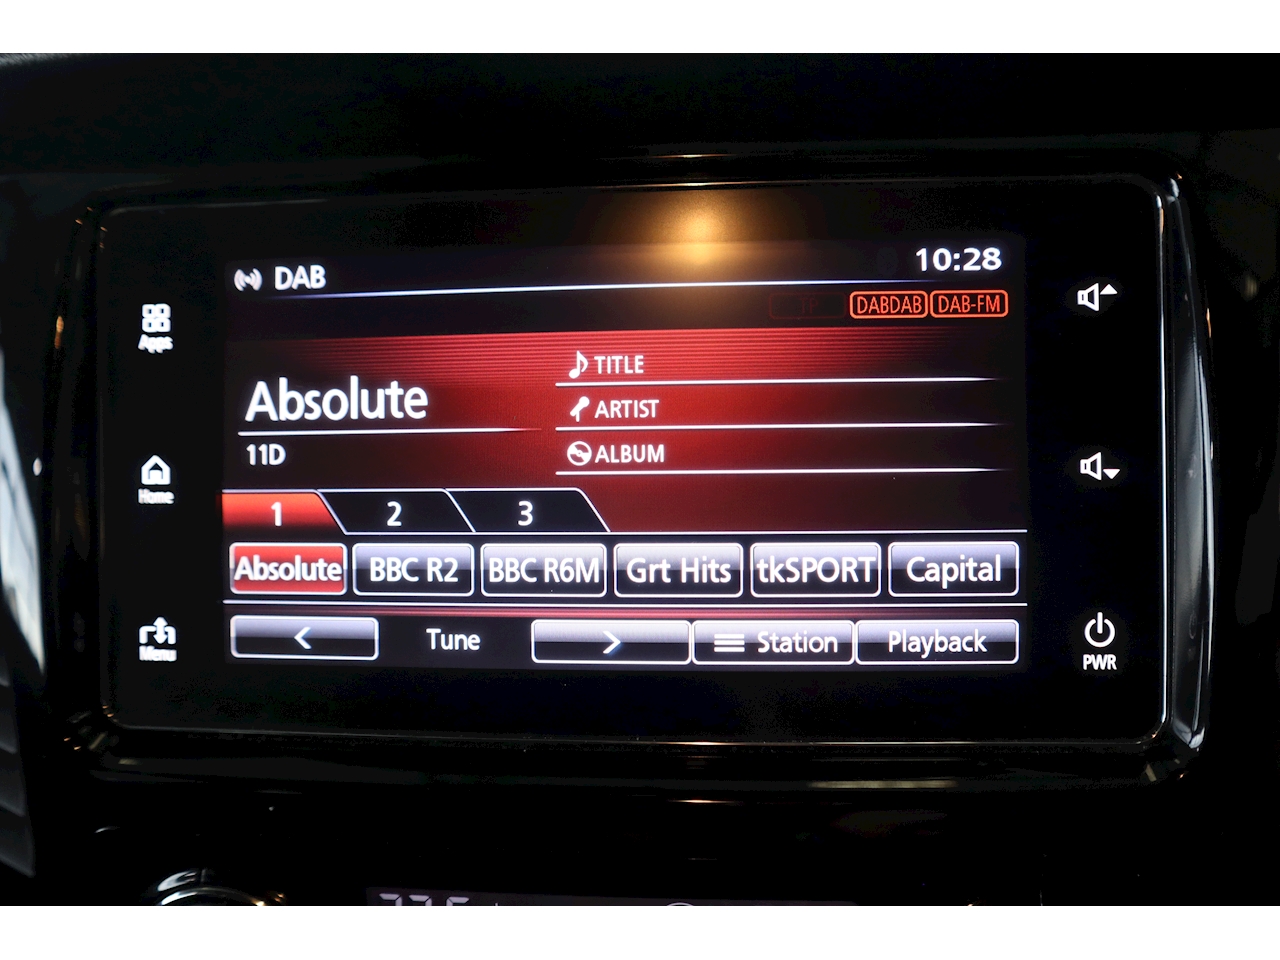 DAB
10:28
TP DABDAB DAB-FM
Apps
TITLE
Absolute
ARTIST
11D
ALBUM
Home
1 2 3
Absolute BBC R2 BBC R6M Grt Hits tkSPORT Capital
< Tune > Station Playback
Menu
PWR